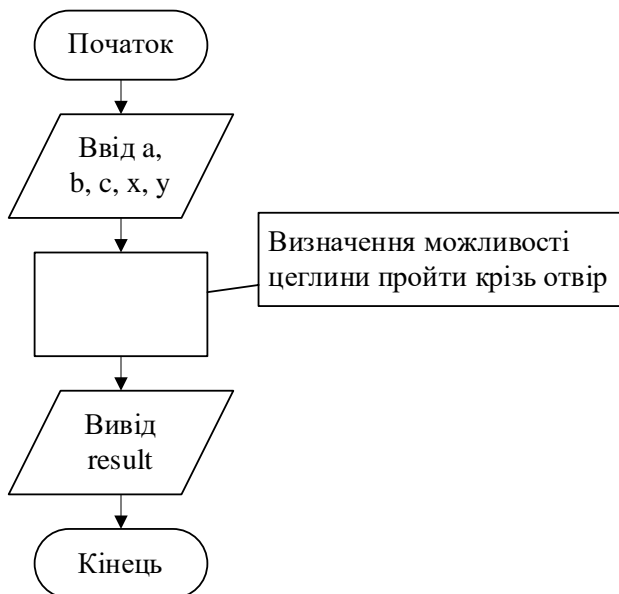 Початок
Ввід a,
b, c, x, y
Визначення можливості
цеглини пройти крізь отвір
Вивід
result
Кінець